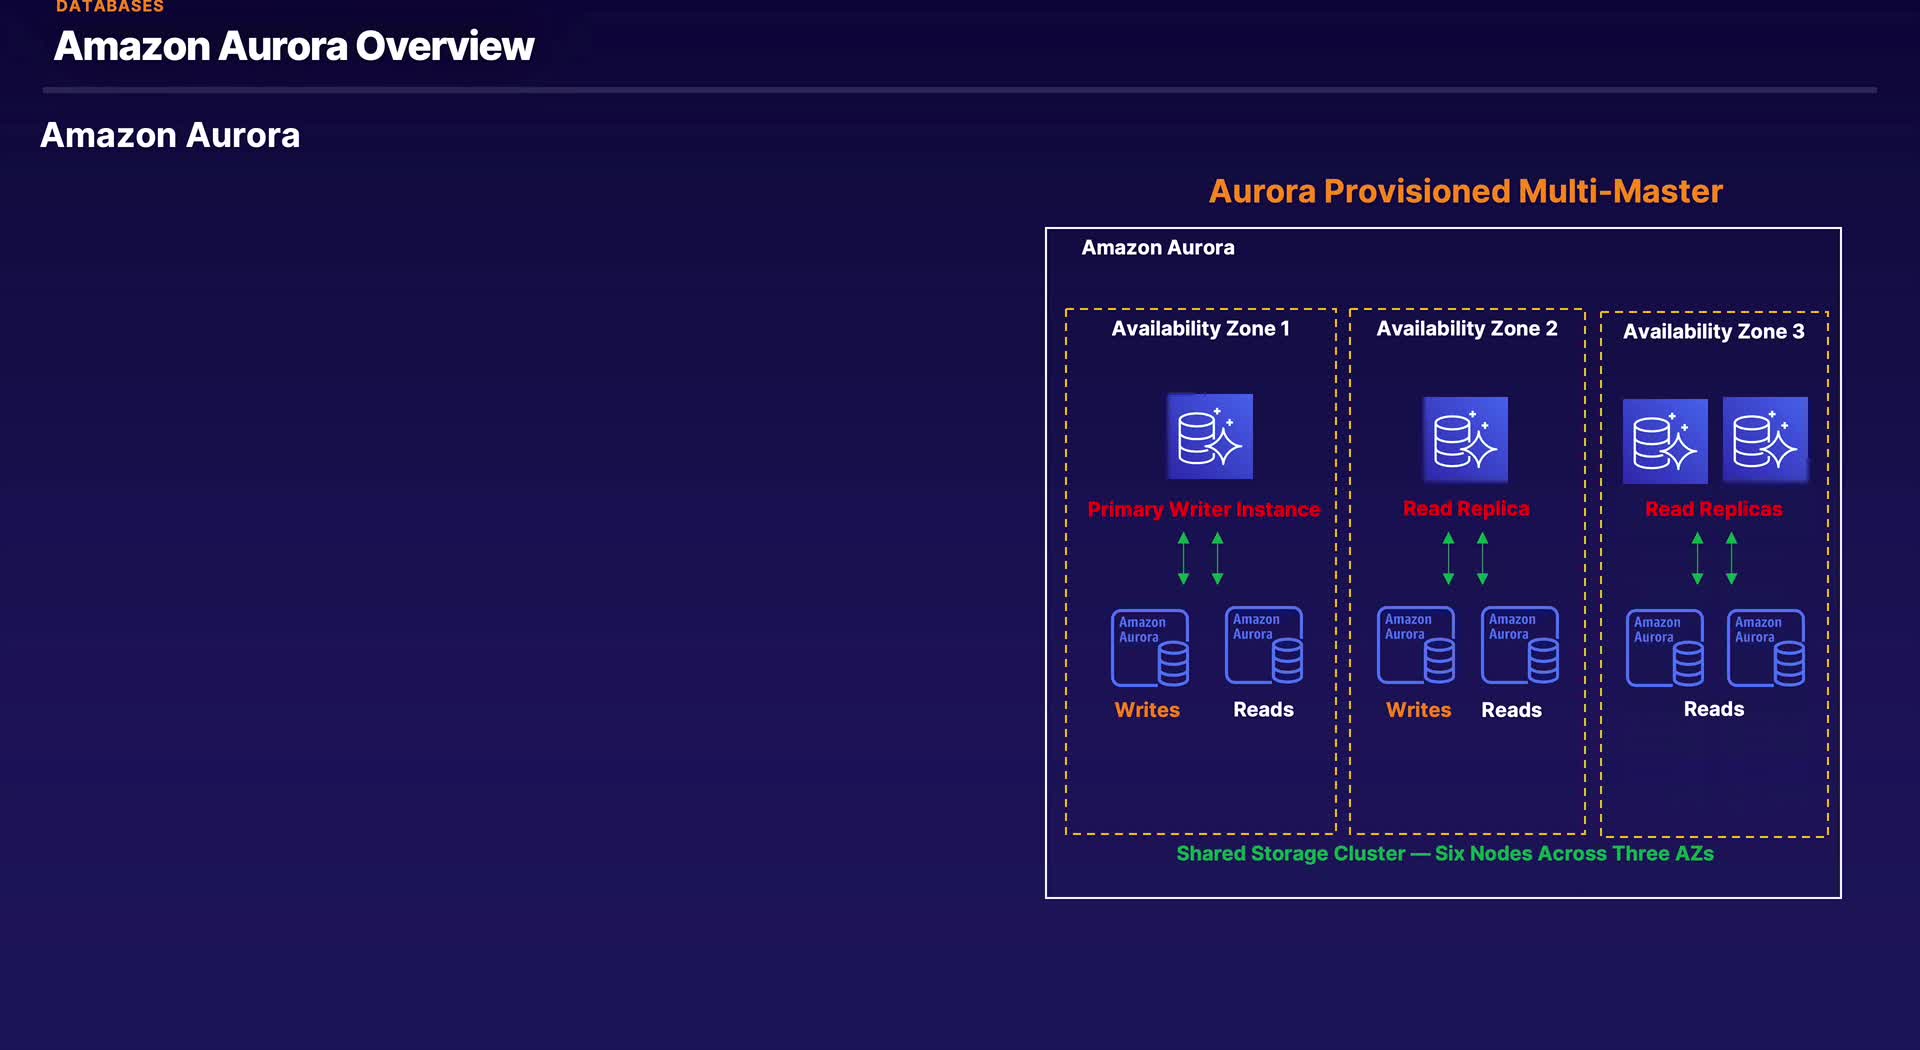 DATABASES
Amazon Aurora Overview
Amazon Aurora
Aurora Provisioned Multi-Master
Amazon Aurora
Availability Zone 1
Availability Zone 2
Availability Zone 3
Primary Writer Instance
Read Replica
Read Replicas
Amazon
Aurora
Amazon
Aurora
Amazon
Aurora
Amazon
Aurora
Amazon
Aurora
Amazon
Aurora
Writes
Reads
Writes
Reads
Reads
Shared Storage Cluster — Six Nodes Across Three AZs